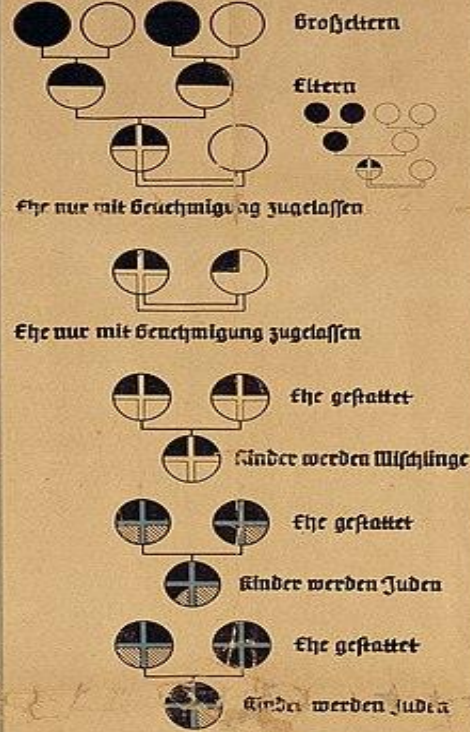 Großeltern
Eltern
Ehe nur mit Genehmigung zugelassen
Ehe nur mit Genehmigung zugelassen
Ehe gestattet
Kinder werden Mischlinge
Ehe gestattet
Kinder werden Juden
Ehe gestattet
Kinder werden Juden